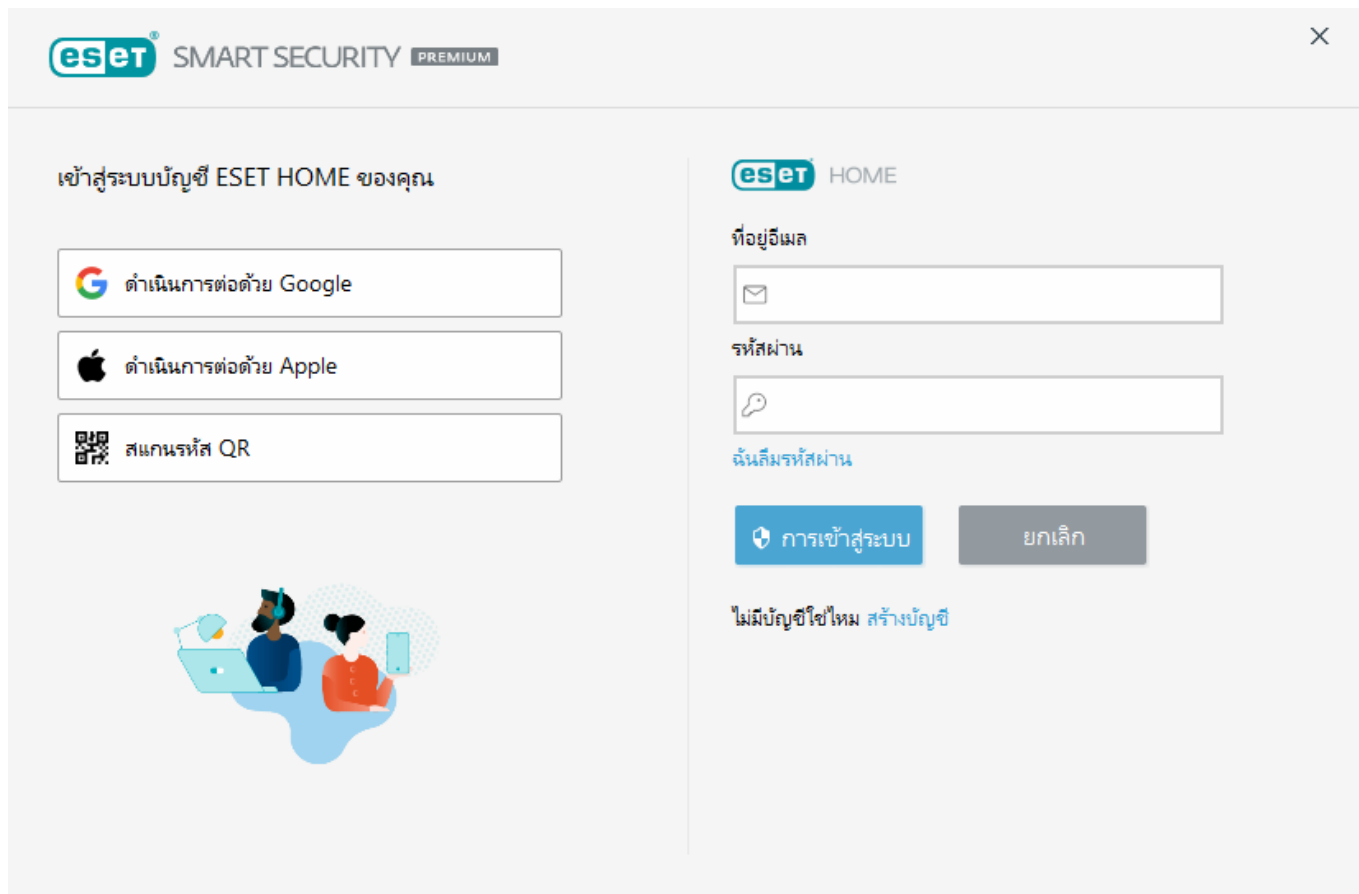 eset® SMART SECURITY PREMIUM
เข้าสู่ระบบบัญชี ESET HOME ของคุณ
ดำเนินการต่อด้วย Google
ดำเนินการต่อด้วย Apple
สแกนรหัส QR
eset HOME
ที่อยู่อีเมล
รหัสผ่าน
ฉันลืมรหัสผ่าน
การเข้าสู่ระบบ ยกเลิก
ไม่มีบัญชีใช่ไหม สร้างบัญชี